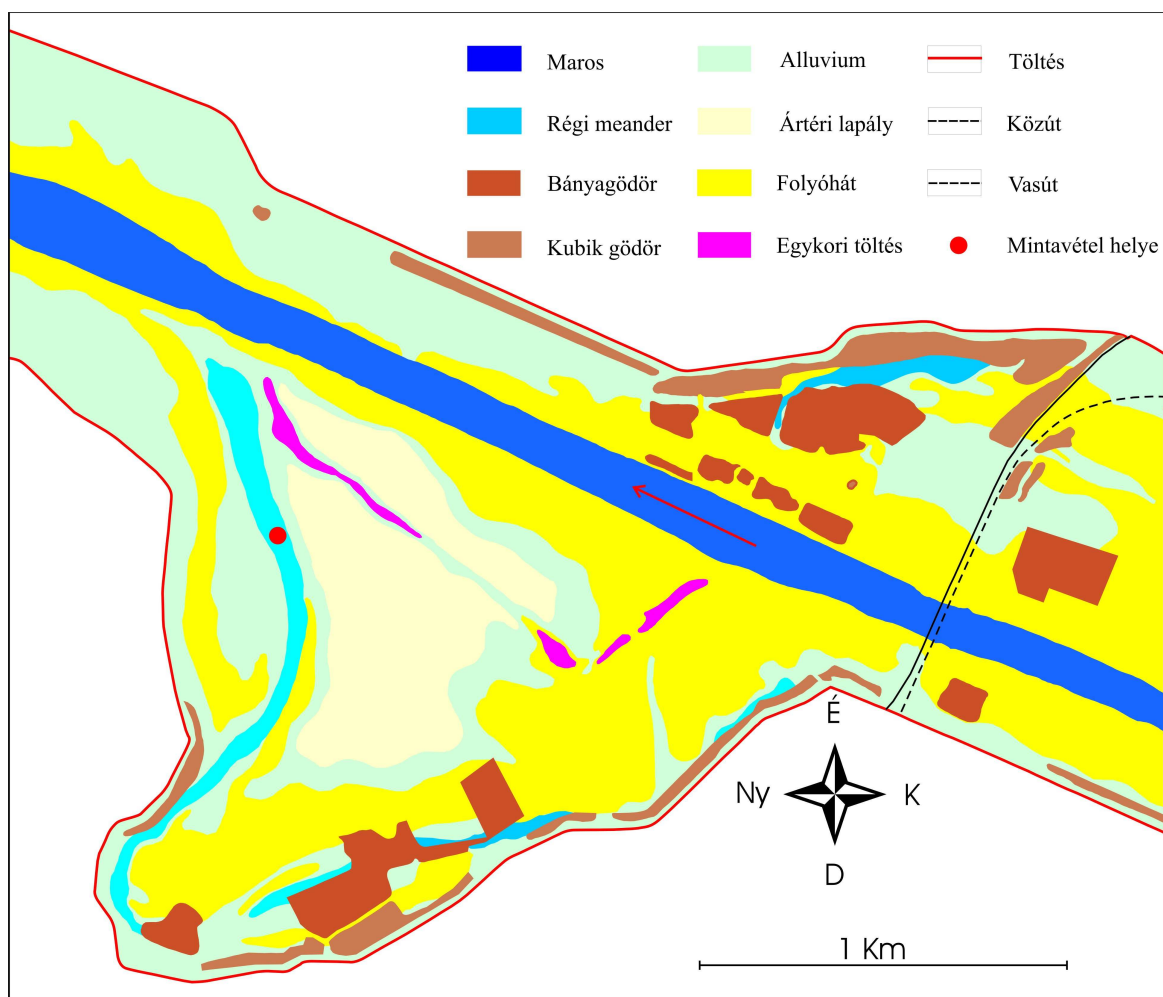 Maros
Alluvium
Töltés
Régi meander
Ártéri lapály
Közút
Bányagödör
Folyóhát
Vasút
Kubik gödör
Egykori töltés
Mintavétel helye
É
Ny
K
D
1 Km